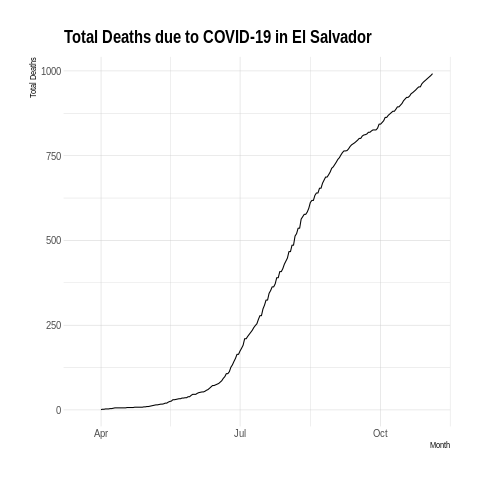 Total Deaths due to COVID-19 in El Salvador
Total Deaths
1000
750
500
250
0
Apr
Jul
Oct
Month